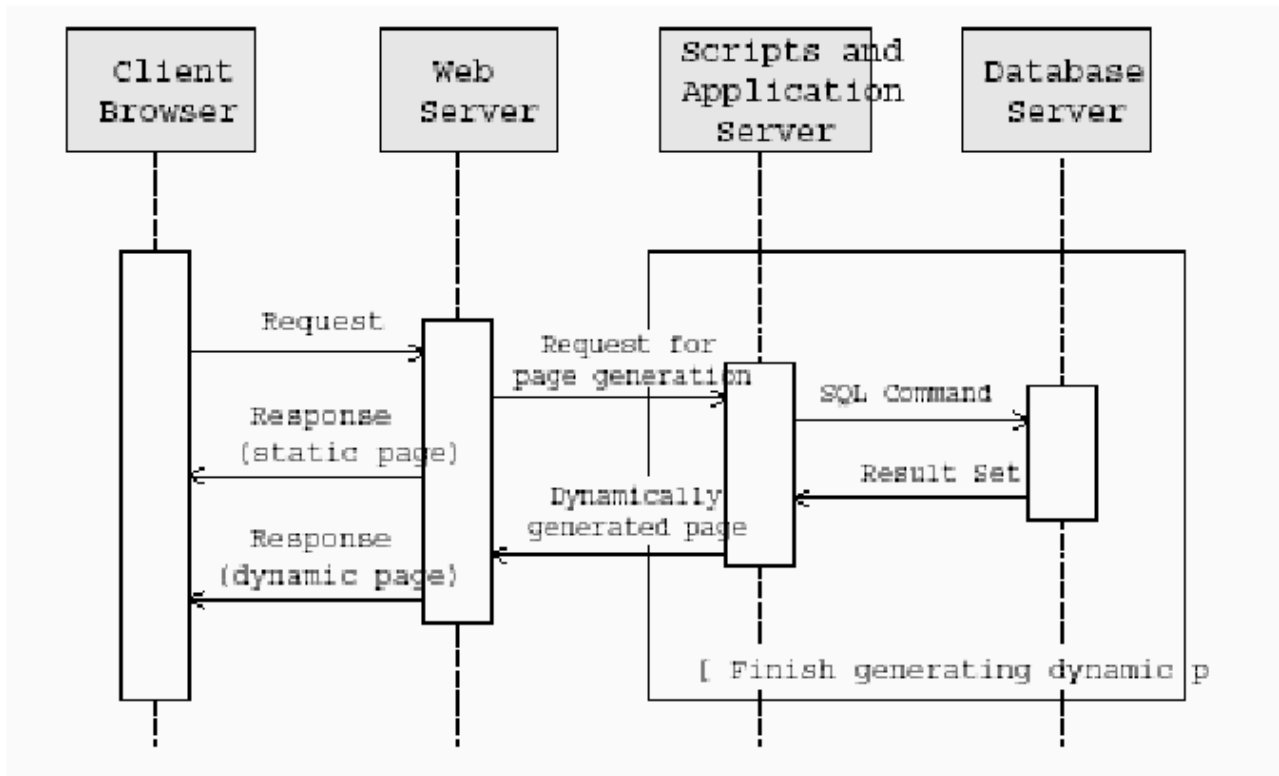 Client
Browser
Web
Server
Scripts and
Application
Server
Database
Server
Request
Request for
page generation
SQL Command
Response
(static page)
Result Set
Dynamically
generated page
Response
(dynamic page)
[ Finish generating dynamic p